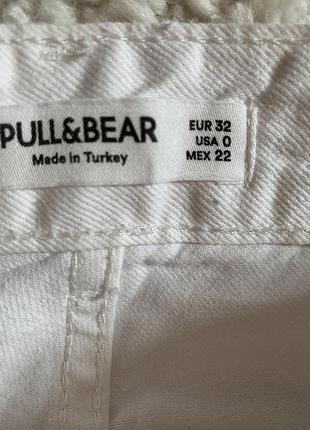 PULL&BEAR
Made in Turkey
EUR 32
USA 0
MEX 22